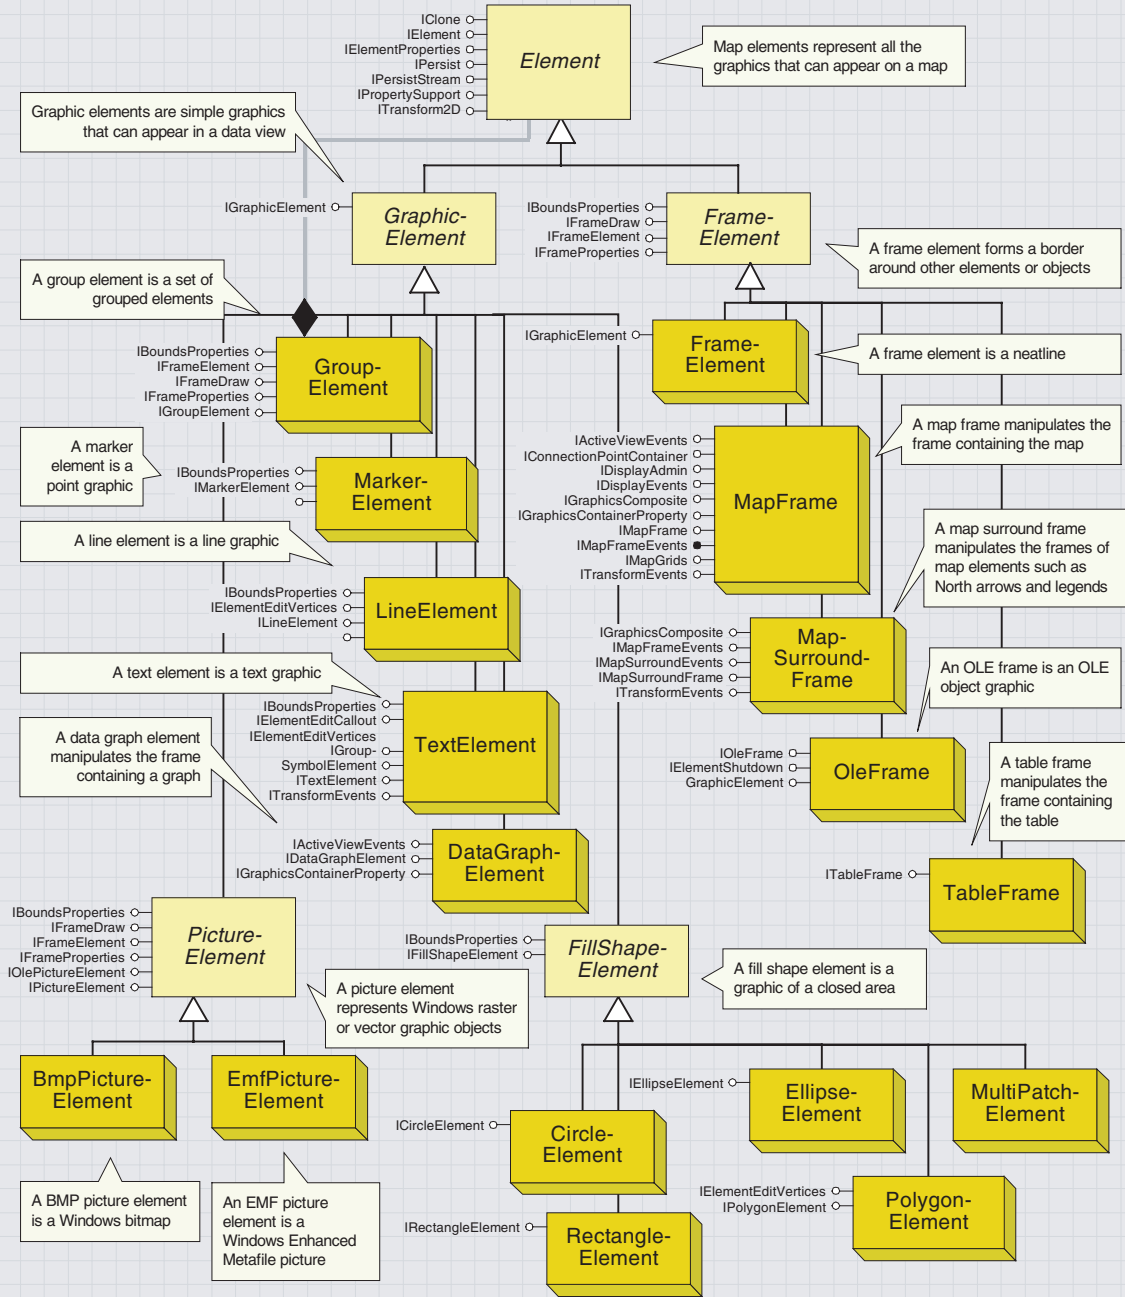 IClone
IElement
IElementProperties
IPersist
IPersistStream
IPropertySupport
ITransform2D
Element
Map elements represent all the
graphics that can appear on a map
Graphic elements are simple graphics
that can appear in a data view
IGraphicElement
Graphic-
Element
IBoundsProperties
IFrameDraw
IFrameElement
IFrameProperties
Frame-
Element
A frame element forms a border
around other elements or objects
A group element is a set of
grouped elements
IBoundsProperties
IFrameElement
IFrameDraw
IFrameProperties
IGroupElement
Group-
Element
IGraphicElement
Frame-
Element
A frame element is a neatline
A marker
element is a
point graphic
IBoundsProperties
IMarkerElement
Marker-
Element
IActiveViewEvents
IConnectionPointContainer
IDisplayAdmin
IDisplayEvents
IGraphicsComposite
IGraphicsContainerProperty
IMapFrame
IMapFrameEvents
IMapGrids
ITransformEvents
MapFrame
A map frame manipulates the
frame containing the map
A line element is a line graphic
IBoundsProperties
IElementEditVertices
ILineElement
LineElement
A map surround frame
manipulates the frames of
map elements such as
North arrows and legends
IGraphicsComposite
IMapFrameEvents
IMapSurroundEvents
IMapSurroundFrame
ITransformEvents
Map-
Surround-
Frame
A text element is a text graphic
IBoundsProperties
IElementEditCallout
IElementEditVertices
IGroup-
SymbolElement
ITextElement
ITransformEvents
TextElement
An OLE frame is an OLE
object graphic
A data graph element
manipulates the frame
containing a graph
IOleFrame
IElementShutdown
GraphicElement
OleFrame
A table frame
manipulates the
frame containing
the table
IActiveViewEvents
IDataGraphElement
IGraphicsContainerProperty
DataGraph-
Element
ITableFrame
TableFrame
IBoundsProperties
IFrameDraw
IFrameElement
IFrameProperties
IOlePictureElement
IPictureElement
Picture-
Element
IBoundsProperties
IFillShapeElement
FillShape-
Element
A fill shape element is a
graphic of a closed area
A picture element
represents Windows raster
or vector graphic objects
BmpPicture-
Element
EmfPicture-
Element
IEllipseElement
Ellipse-
Element
MultiPatch-
Element
ICircleElement
Circle-
Element
A BMP picture element
is a Windows bitmap
An EMF picture
element is a
Windows Enhanced
Metafile picture
IElementEditVertices
IPolygonElement
Polygon-
Element
IRectangleElement
Rectangle-
Element